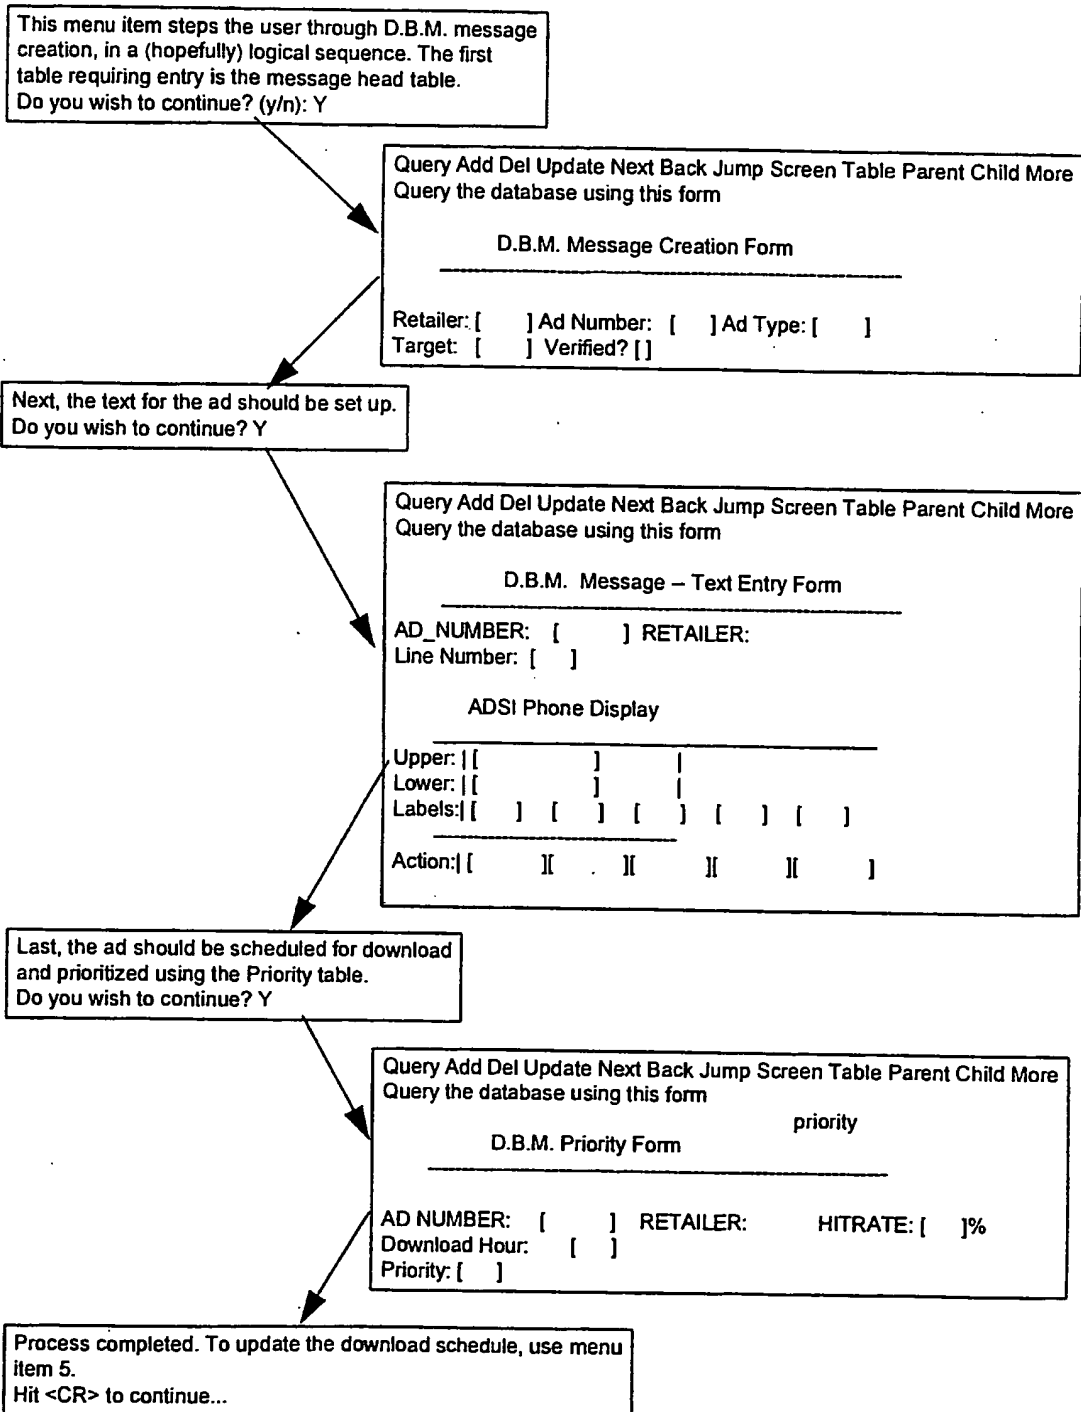 This menu item steps the user through D.B.M. message
creation, in a (hopefully) logical sequence. The first
table requiring entry is the message head table.
Do you wish to continue? (y/n): Y
Query Add Del Update Next Back Jump Screen Table Parent Child More
Query the database using this form
D.B.M. Message Creation Form
Retailer: [ ] Ad Number: [ ] Ad Type: [ ]
Target: [ ] Verified? [ ]
Next, the text for the ad should be set up.
Do you wish to continue? Y
Query Add Del Update Next Back Jump Screen Table Parent Child More
Query the database using this form
D.B.M. Message – Text Entry Form
AD_NUMBER: [ ] RETAILER:
Line Number: [ ]
ADSI Phone Display
Upper: | [ ] |
Lower: | [ ] |
Labels:| [ ] [ ] [ ] [ ] [ ]
Action:| [ ][ ][ ][ ][ ]
Last, the ad should be scheduled for download
and prioritized using the Priority table.
Do you wish to continue? Y
Query Add Del Update Next Back Jump Screen Table Parent Child More
Query the database using this form
priority
D.B.M. Priority Form
AD NUMBER: [ ] RETAILER: HITRATE: [ ]%
Download Hour: [ ]
Priority: [ ]
Process completed. To update the download schedule, use menu
item 5.
Hit <CR> to continue...